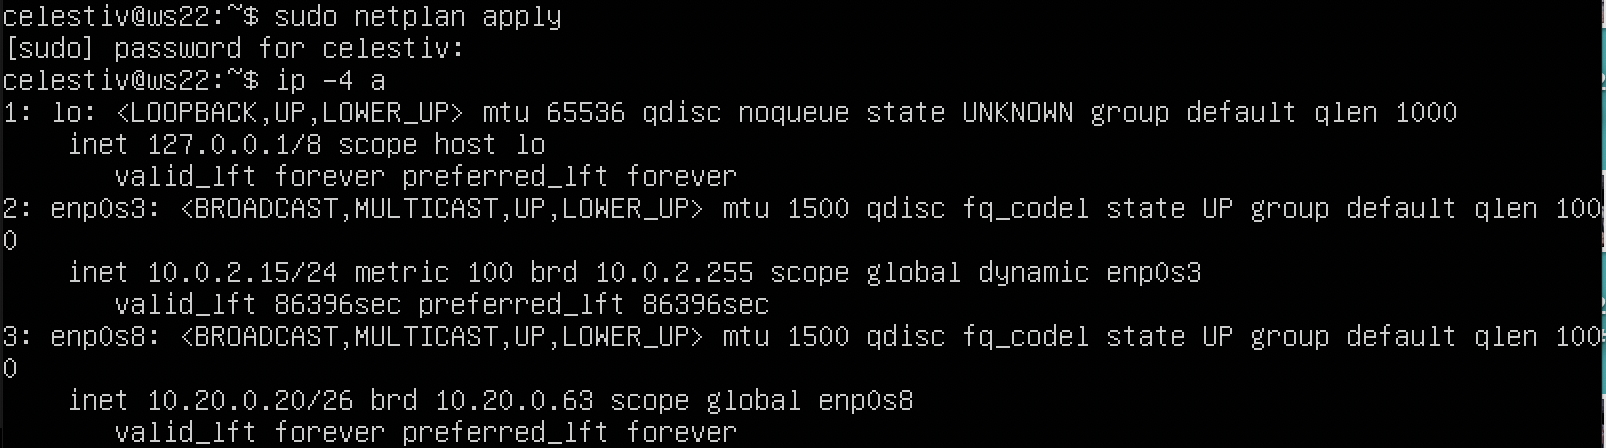 celestiv@ws22:~$ sudo netplan apply
[sudo] password for celestiv:
celestiv@ws22:~$ ip -4 a
1: lo: <LOOPBACK,UP,LOWER_UP> mtu 65536 qdisc noqueue state UNKNOWN group default qlen 1000
    inet 127.0.0.1/8 scope host lo
       valid_lft forever preferred_lft forever
2: enp0s3: <BROADCAST,MULTICAST,UP,LOWER_UP> mtu 1500 qdisc fq_codel state UP group default qlen 100
0
    inet 10.0.2.15/24 metric 100 brd 10.0.2.255 scope global dynamic enp0s3
       valid_lft 86396sec preferred_lft 86396sec
3: enp0s8: <BROADCAST,MULTICAST,UP,LOWER_UP> mtu 1500 qdisc fq_codel state UP group default qlen 100
0
    inet 10.20.0.20/26 brd 10.20.0.63 scope global enp0s8
       valid_lft forever preferred_lft forever